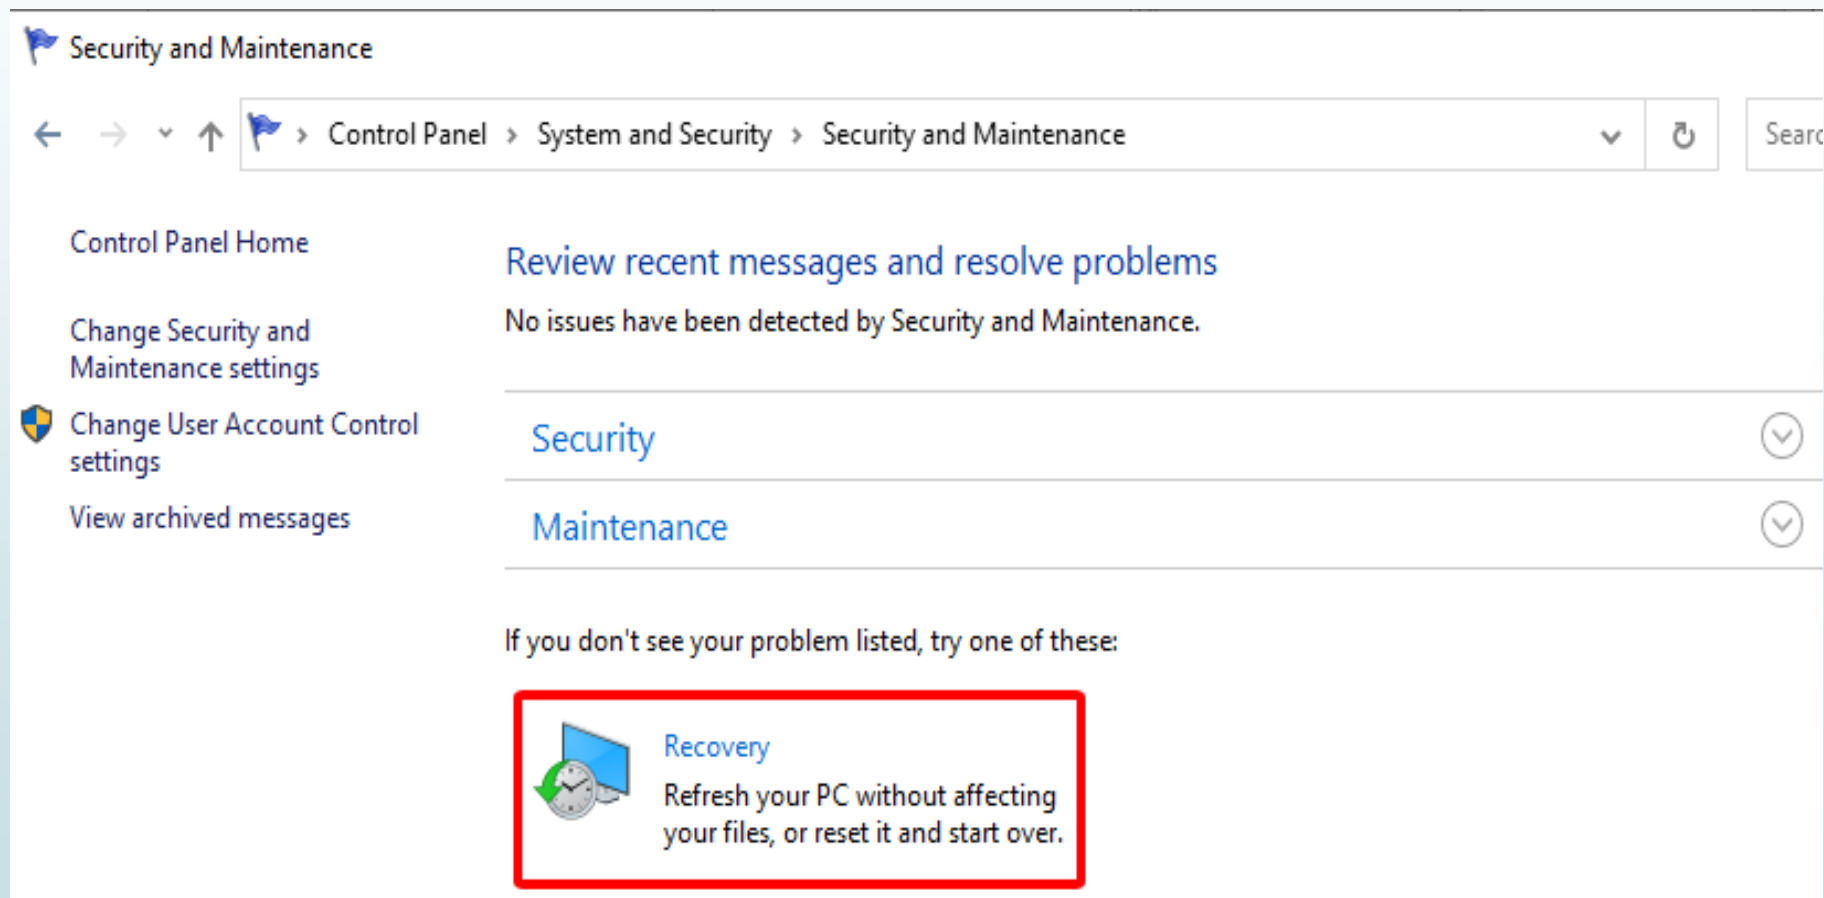 Security and Maintenance
Control Panel > System and Security > Security and Maintenance
Control Panel Home
Change Security and
Maintenance settings
Change User Account Control
settings
View archived messages
Review recent messages and resolve problems
No issues have been detected by Security and Maintenance.
Security
Maintenance
If you don't see your problem listed, try one of these:
Recovery
Refresh your PC without affecting
your files, or reset it and start over.